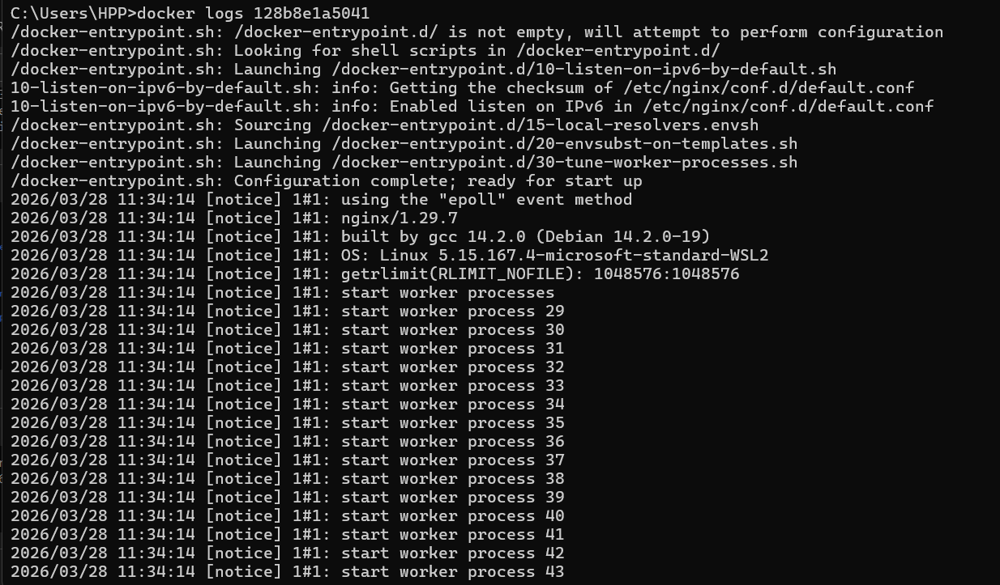 C:\Users\HPP>docker logs 128b8e1a5041
/docker-entrypoint.sh: /docker-entrypoint.d/ is not empty, will attempt to perform configuration
/docker-entrypoint.sh: Looking for shell scripts in /docker-entrypoint.d/
/docker-entrypoint.sh: Launching /docker-entrypoint.d/10-listen-on-ipv6-by-default.sh
10-listen-on-ipv6-by-default.sh: info: Getting the checksum of /etc/nginx/conf.d/default.conf
10-listen-on-ipv6-by-default.sh: info: Enabled listen on IPv6 in /etc/nginx/conf.d/default.conf
/docker-entrypoint.sh: Sourcing /docker-entrypoint.d/15-local-resolvers.envsh
/docker-entrypoint.sh: Launching /docker-entrypoint.d/20-envsubst-on-templates.sh
/docker-entrypoint.sh: Launching /docker-entrypoint.d/30-tune-worker-processes.sh
/docker-entrypoint.sh: Configuration complete; ready for start up
2026/03/28 11:34:14 [notice] 1#1: using the "epoll" event method
2026/03/28 11:34:14 [notice] 1#1: nginx/1.29.7
2026/03/28 11:34:14 [notice] 1#1: built by gcc 14.2.0 (Debian 14.2.0-19)
2026/03/28 11:34:14 [notice] 1#1: OS: Linux 5.15.167.4-microsoft-standard-WSL2
2026/03/28 11:34:14 [notice] 1#1: getrlimit(RLIMIT_NOFILE): 1048576:1048576
2026/03/28 11:34:14 [notice] 1#1: start worker processes
2026/03/28 11:34:14 [notice] 1#1: start worker process 29
2026/03/28 11:34:14 [notice] 1#1: start worker process 30
2026/03/28 11:34:14 [notice] 1#1: start worker process 31
2026/03/28 11:34:14 [notice] 1#1: start worker process 32
2026/03/28 11:34:14 [notice] 1#1: start worker process 33
2026/03/28 11:34:14 [notice] 1#1: start worker process 34
2026/03/28 11:34:14 [notice] 1#1: start worker process 35
2026/03/28 11:34:14 [notice] 1#1: start worker process 36
2026/03/28 11:34:14 [notice] 1#1: start worker process 37
2026/03/28 11:34:14 [notice] 1#1: start worker process 38
2026/03/28 11:34:14 [notice] 1#1: start worker process 39
2026/03/28 11:34:14 [notice] 1#1: start worker process 40
2026/03/28 11:34:14 [notice] 1#1: start worker process 41
2026/03/28 11:34:14 [notice] 1#1: start worker process 42
2026/03/28 11:34:14 [notice] 1#1: start worker process 43